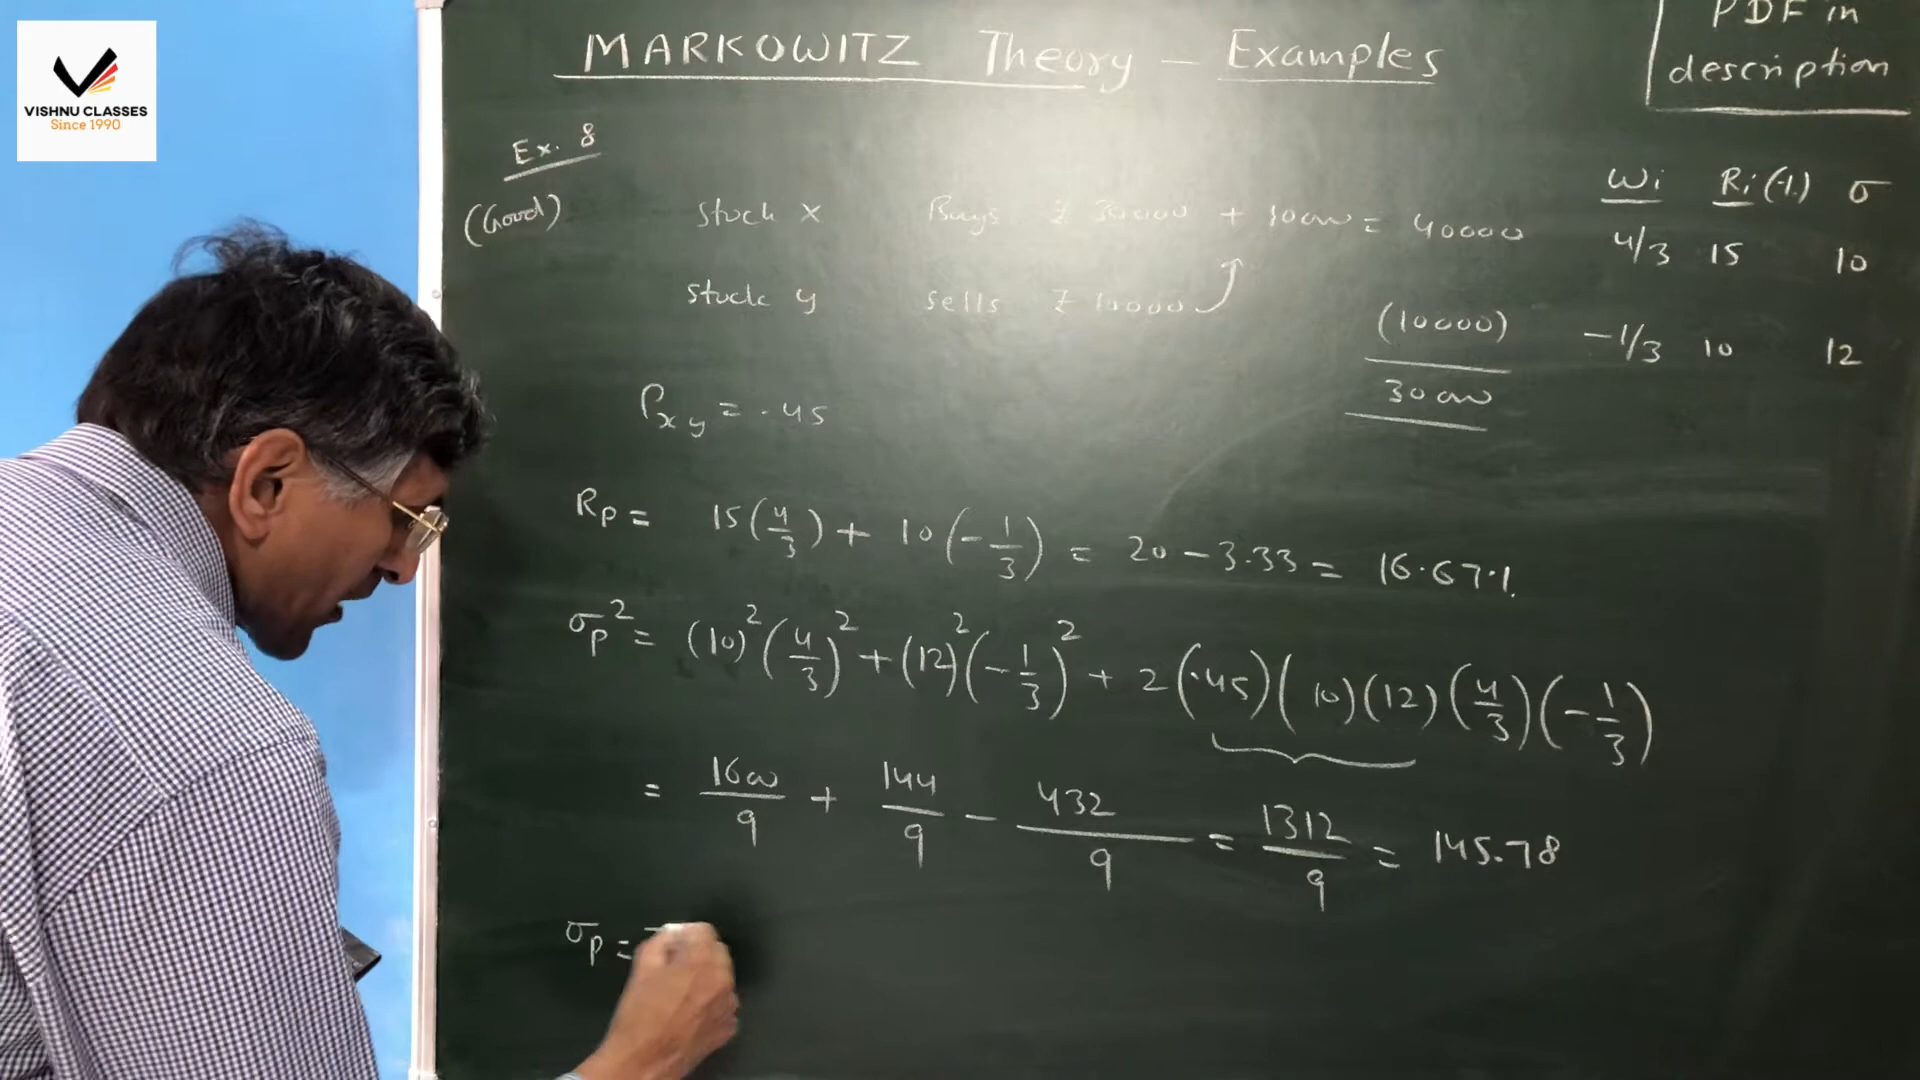 VISHNU CLASSES
Since 1990
MARKOWITZ Theory - Examples
PDF in
description
Ex. 8
(Good)
Wi Ri (%) σ
Stock X Buys ₹ 30000 + 10000 = 40000 4/3 15 10
Stock y sells ₹ 10000 (10000) -1/3 10 12
30000
ρxy = .45
Rp = 15(4/3) + 10(-1/3) = 20 - 3.33 = 16.67%
σp² = (10)²(4/3)² + (12)²(-1/3)² + 2(.45)(10)(12)(4/3)(-1/3)
= 1600/9 + 144/9 - 432/9 = 1312/9 = 145.78
σp =